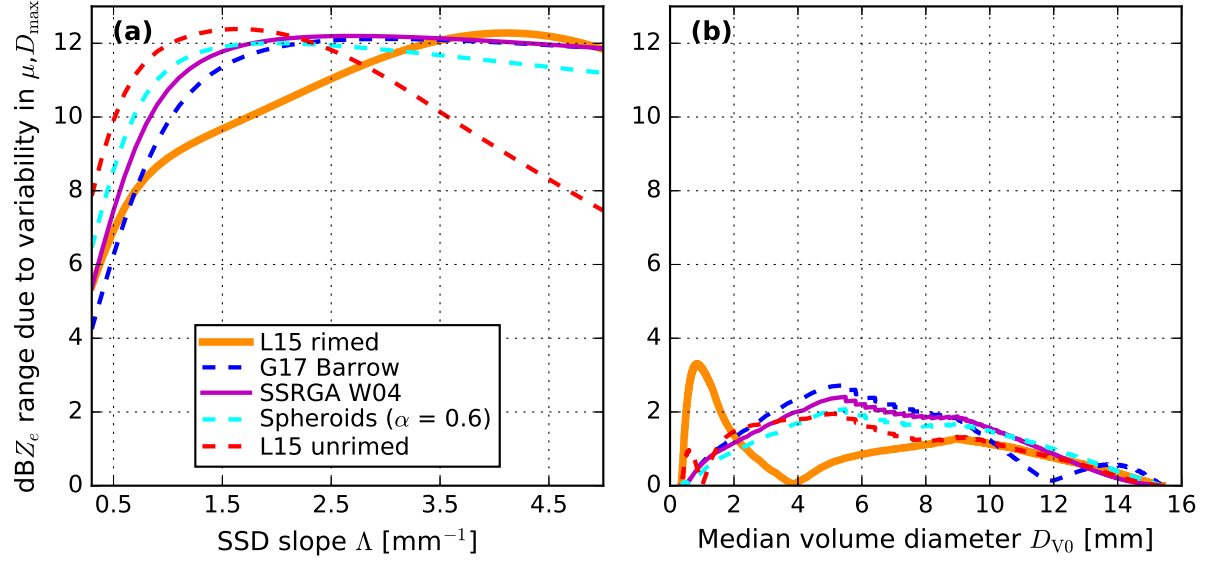 dBZₑ range due to variability in μ,Dₘₐₓ
(a)
12
10
8
6
4
2
0
L15 rimed
G17 Barrow
SSRGA W04
Spheroids (α = 0.6)
L15 unrimed
0.5 1.5 2.5 3.5 4.5
SSD slope Λ [mm⁻¹]
(b)
12
10
8
6
4
2
0
0 2 4 6 8 10 12 14 16
Median volume diameter D_V0 [mm]